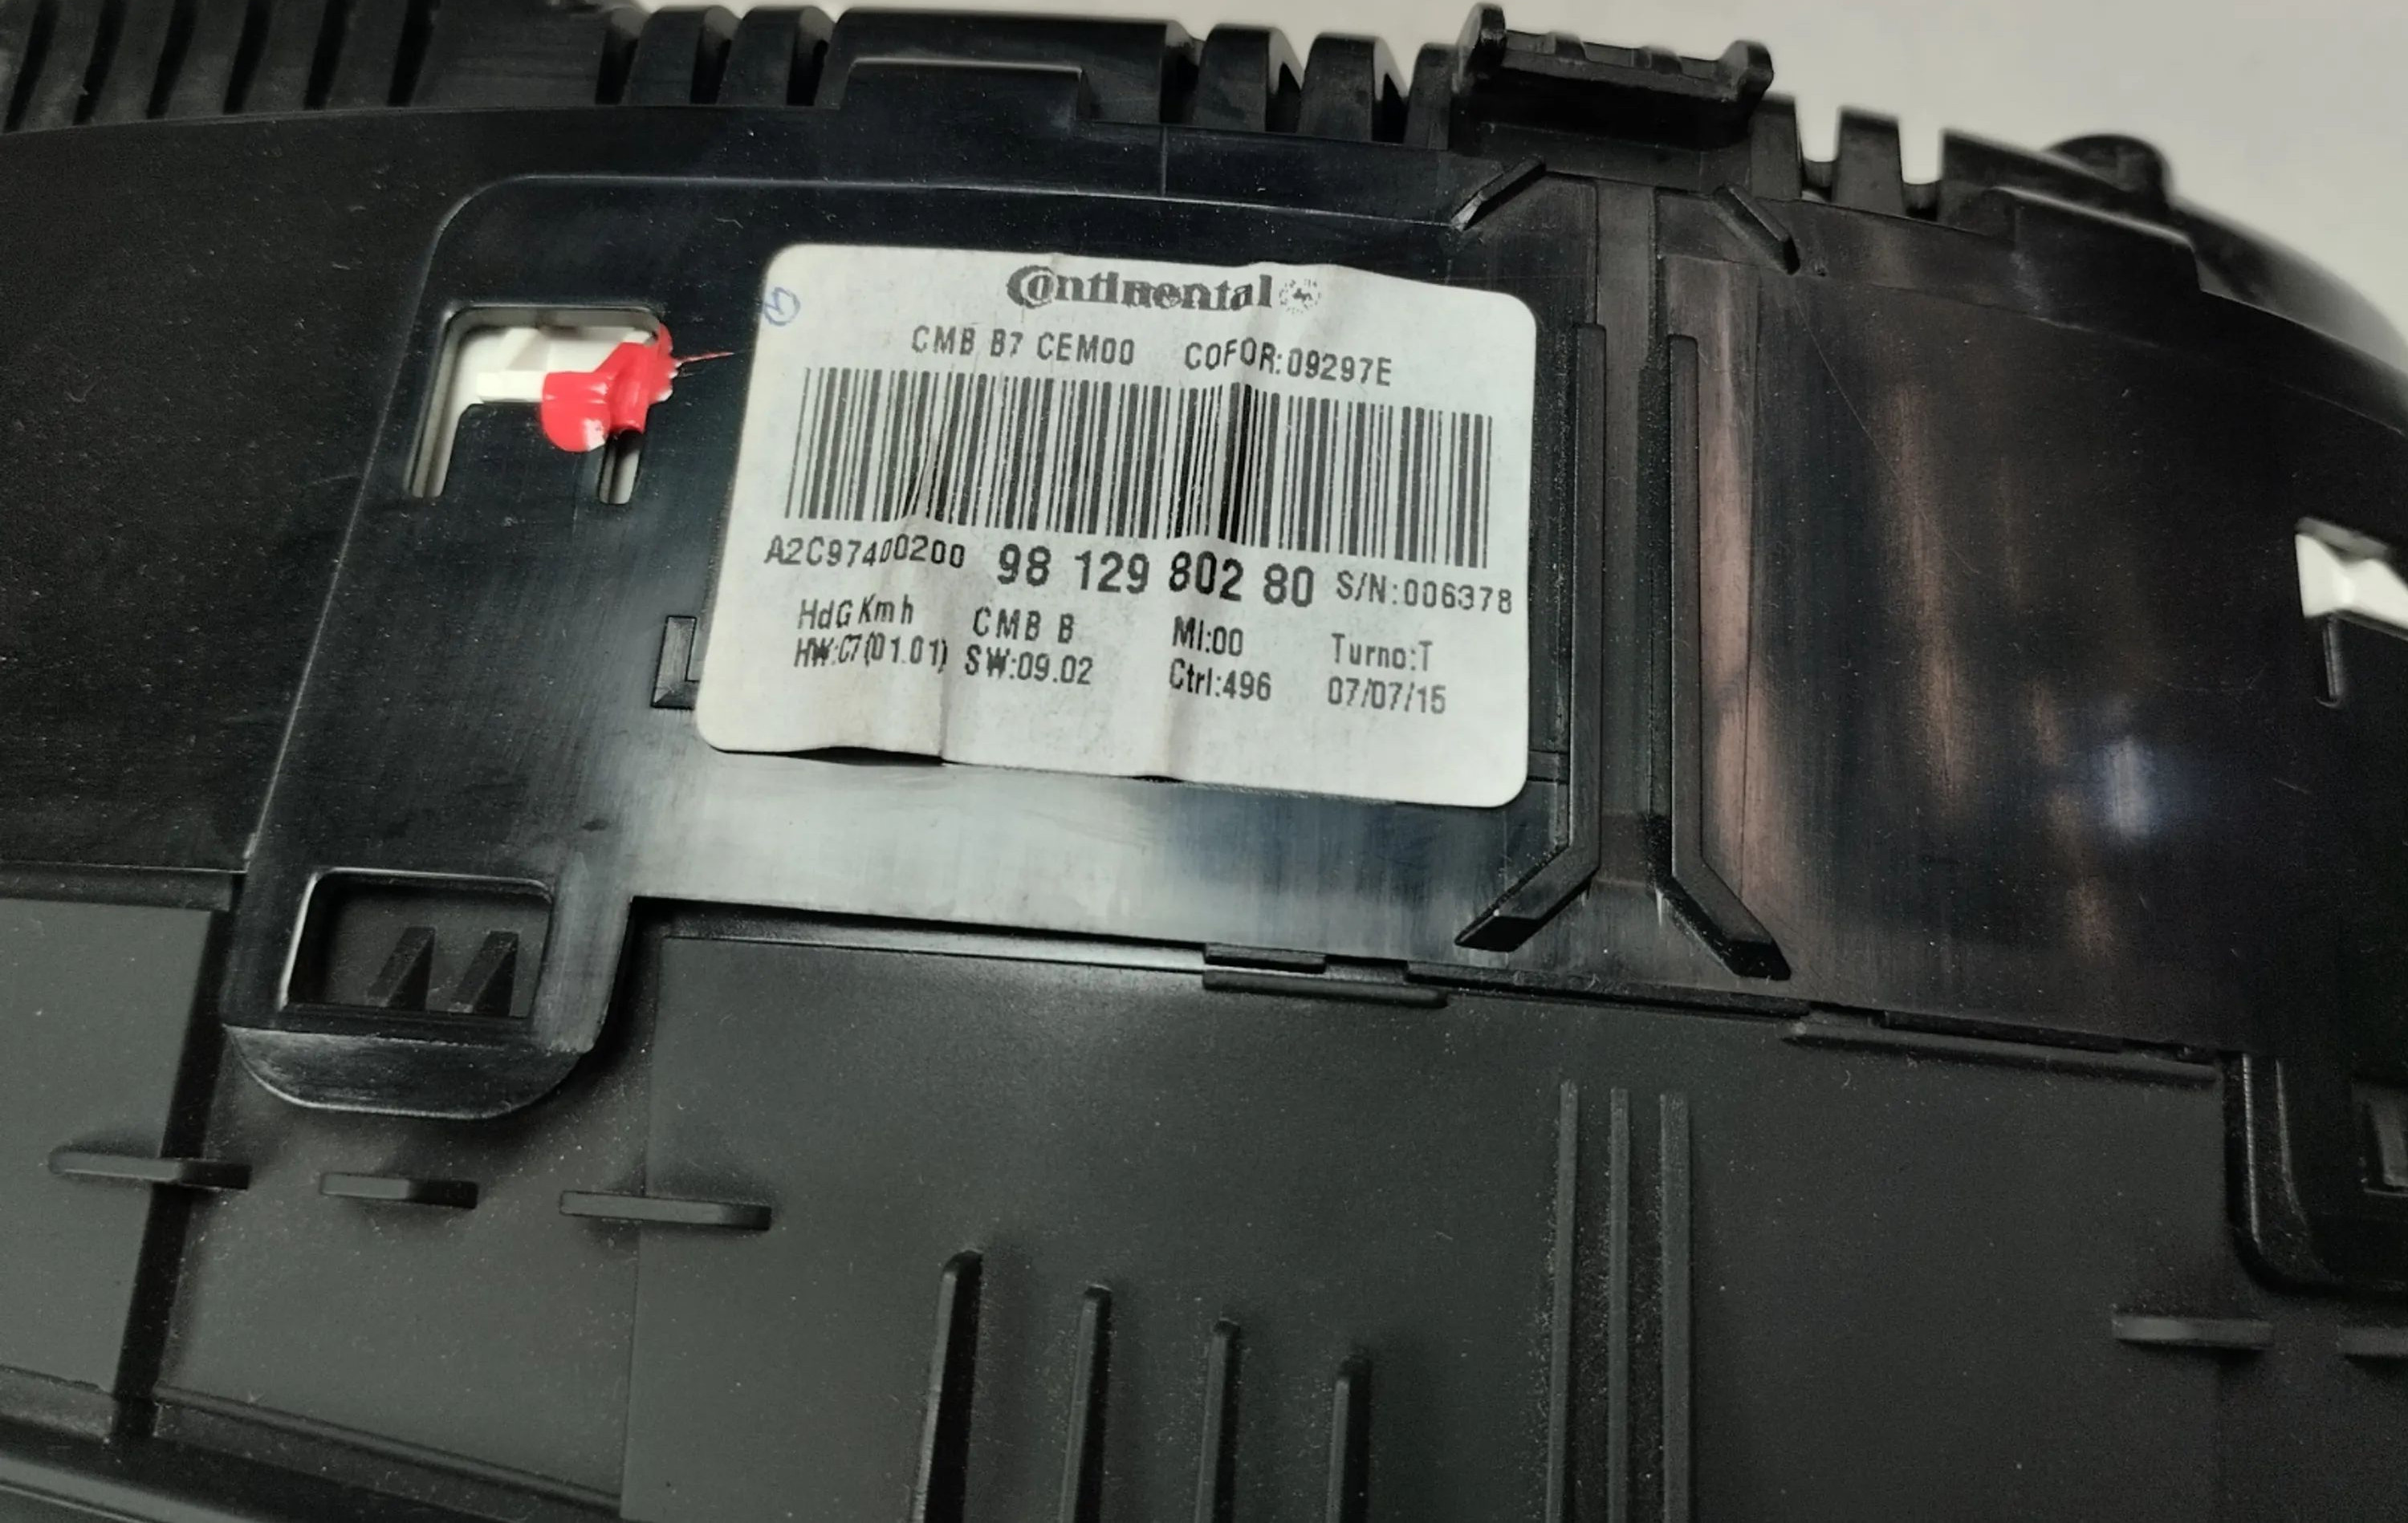 Continental
CMB B7 CEM00 COFOR:09297E
A2C97400200 98 129 802 80 S/N:006378
HdG Kmh CMB B MI:00 Turno:T
HW:C7(01.01) SW:09.02 Ctrl:496 07/07/15